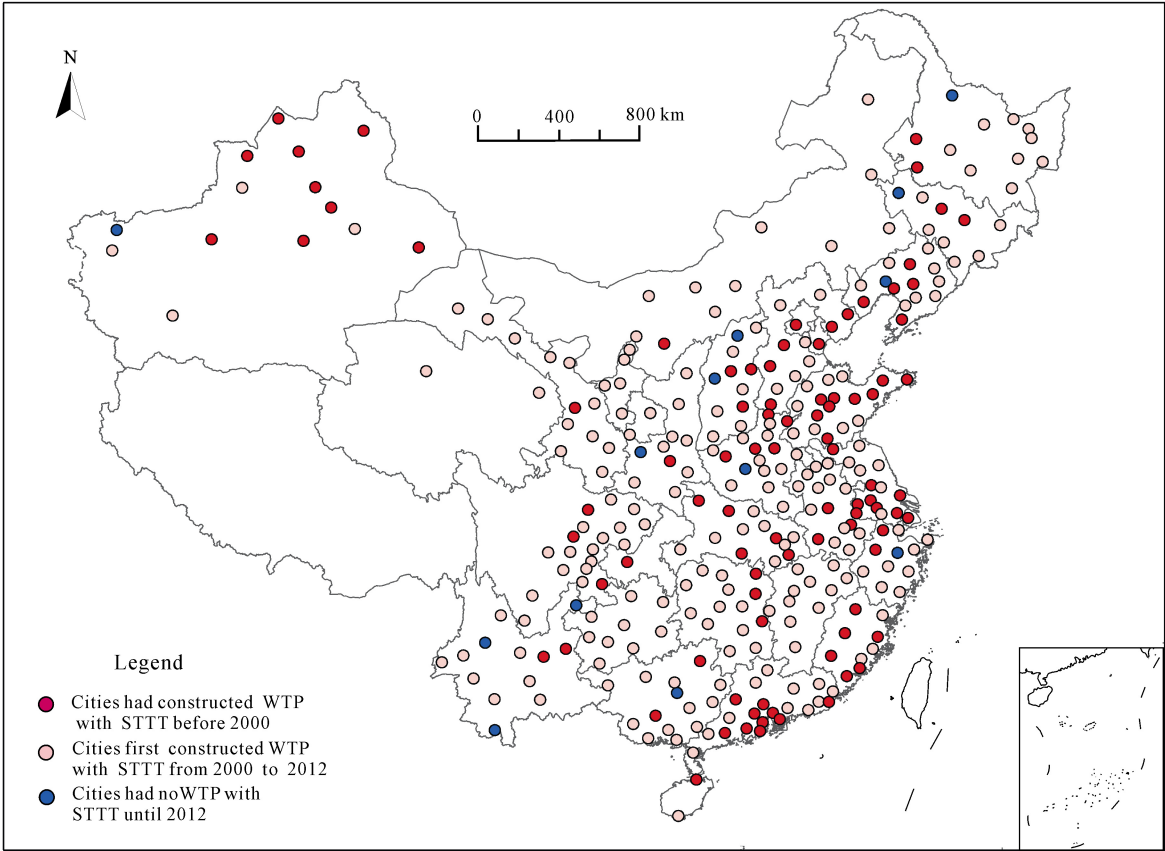 N
0 400 800 km
Legend
Cities had constructed WTP
with STTT before 2000
Cities first constructed WTP
with STTT from 2000 to 2012
Cities had noWTP with
STTT until 2012